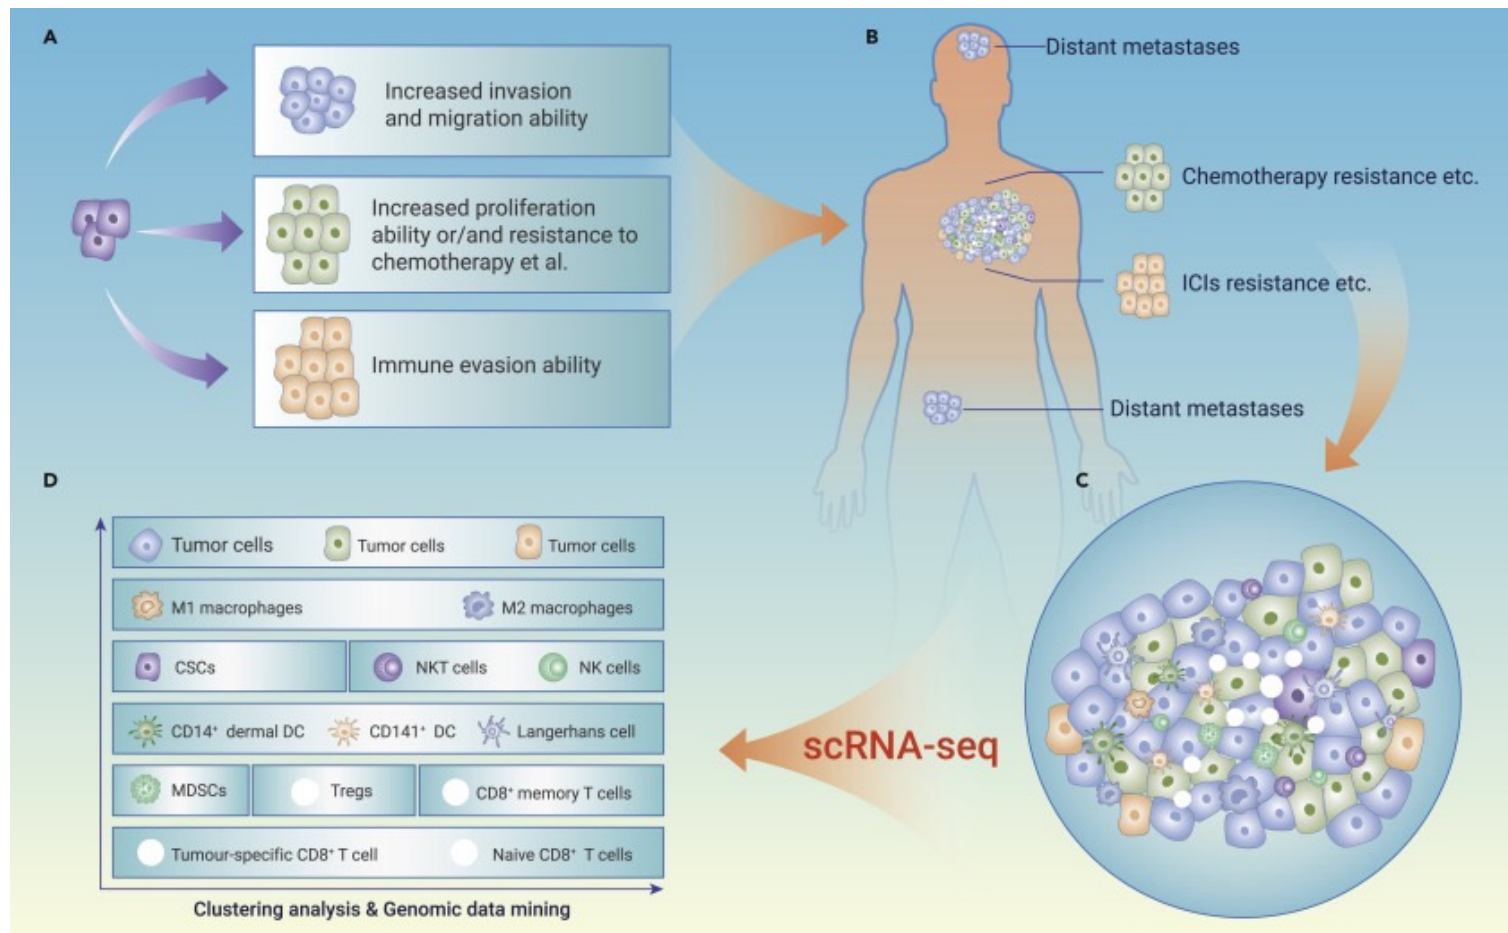 A
Increased invasion
and migration ability
Increased proliferation
ability or/and resistance to
chemotherapy et al.
Immune evasion ability
B
Distant metastases
Chemotherapy resistance etc.
ICIs resistance etc.
Distant metastases
C
scRNA-seq
D
Tumor cells
Tumor cells
Tumor cells
M1 macrophages
M2 macrophages
CSCs
NKT cells
NK cells
CD14⁺ dermal DC
CD141⁺ DC
Langerhans cell
MDSCs
Tregs
CD8⁺ memory T cells
Tumour-specific CD8⁺ T cell
Naive CD8⁺ T cells
Clustering analysis & Genomic data mining